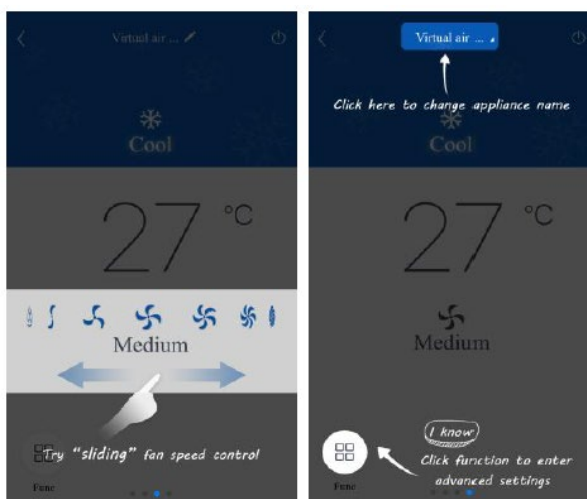 Virtual air ...
Cool
27 °C
Medium
Try "sliding" fan speed control
Func
Virtual air ...
Click here to change appliance name
Cool
27 °C
Medium
I know
Click function to enter
advanced settings
Func